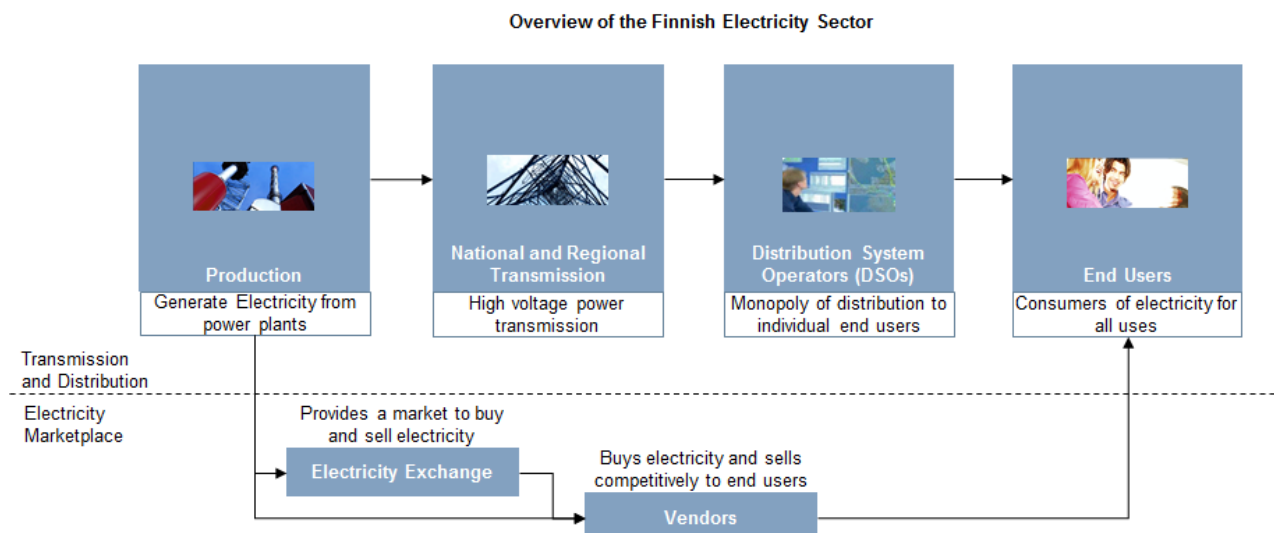 Overview of the Finnish Electricity Sector
Production
Generate Electricity from
power plants
National and Regional
Transmission
High voltage power
transmission
Distribution System
Operators (DSOs)
Monopoly of distribution to
individual end users
End Users
Consumers of electricity for
all uses
Transmission
and Distribution
Electricity
Marketplace
Provides a market to buy
and sell electricity
Electricity Exchange
Buys electricity and sells
competitively to end users
Vendors